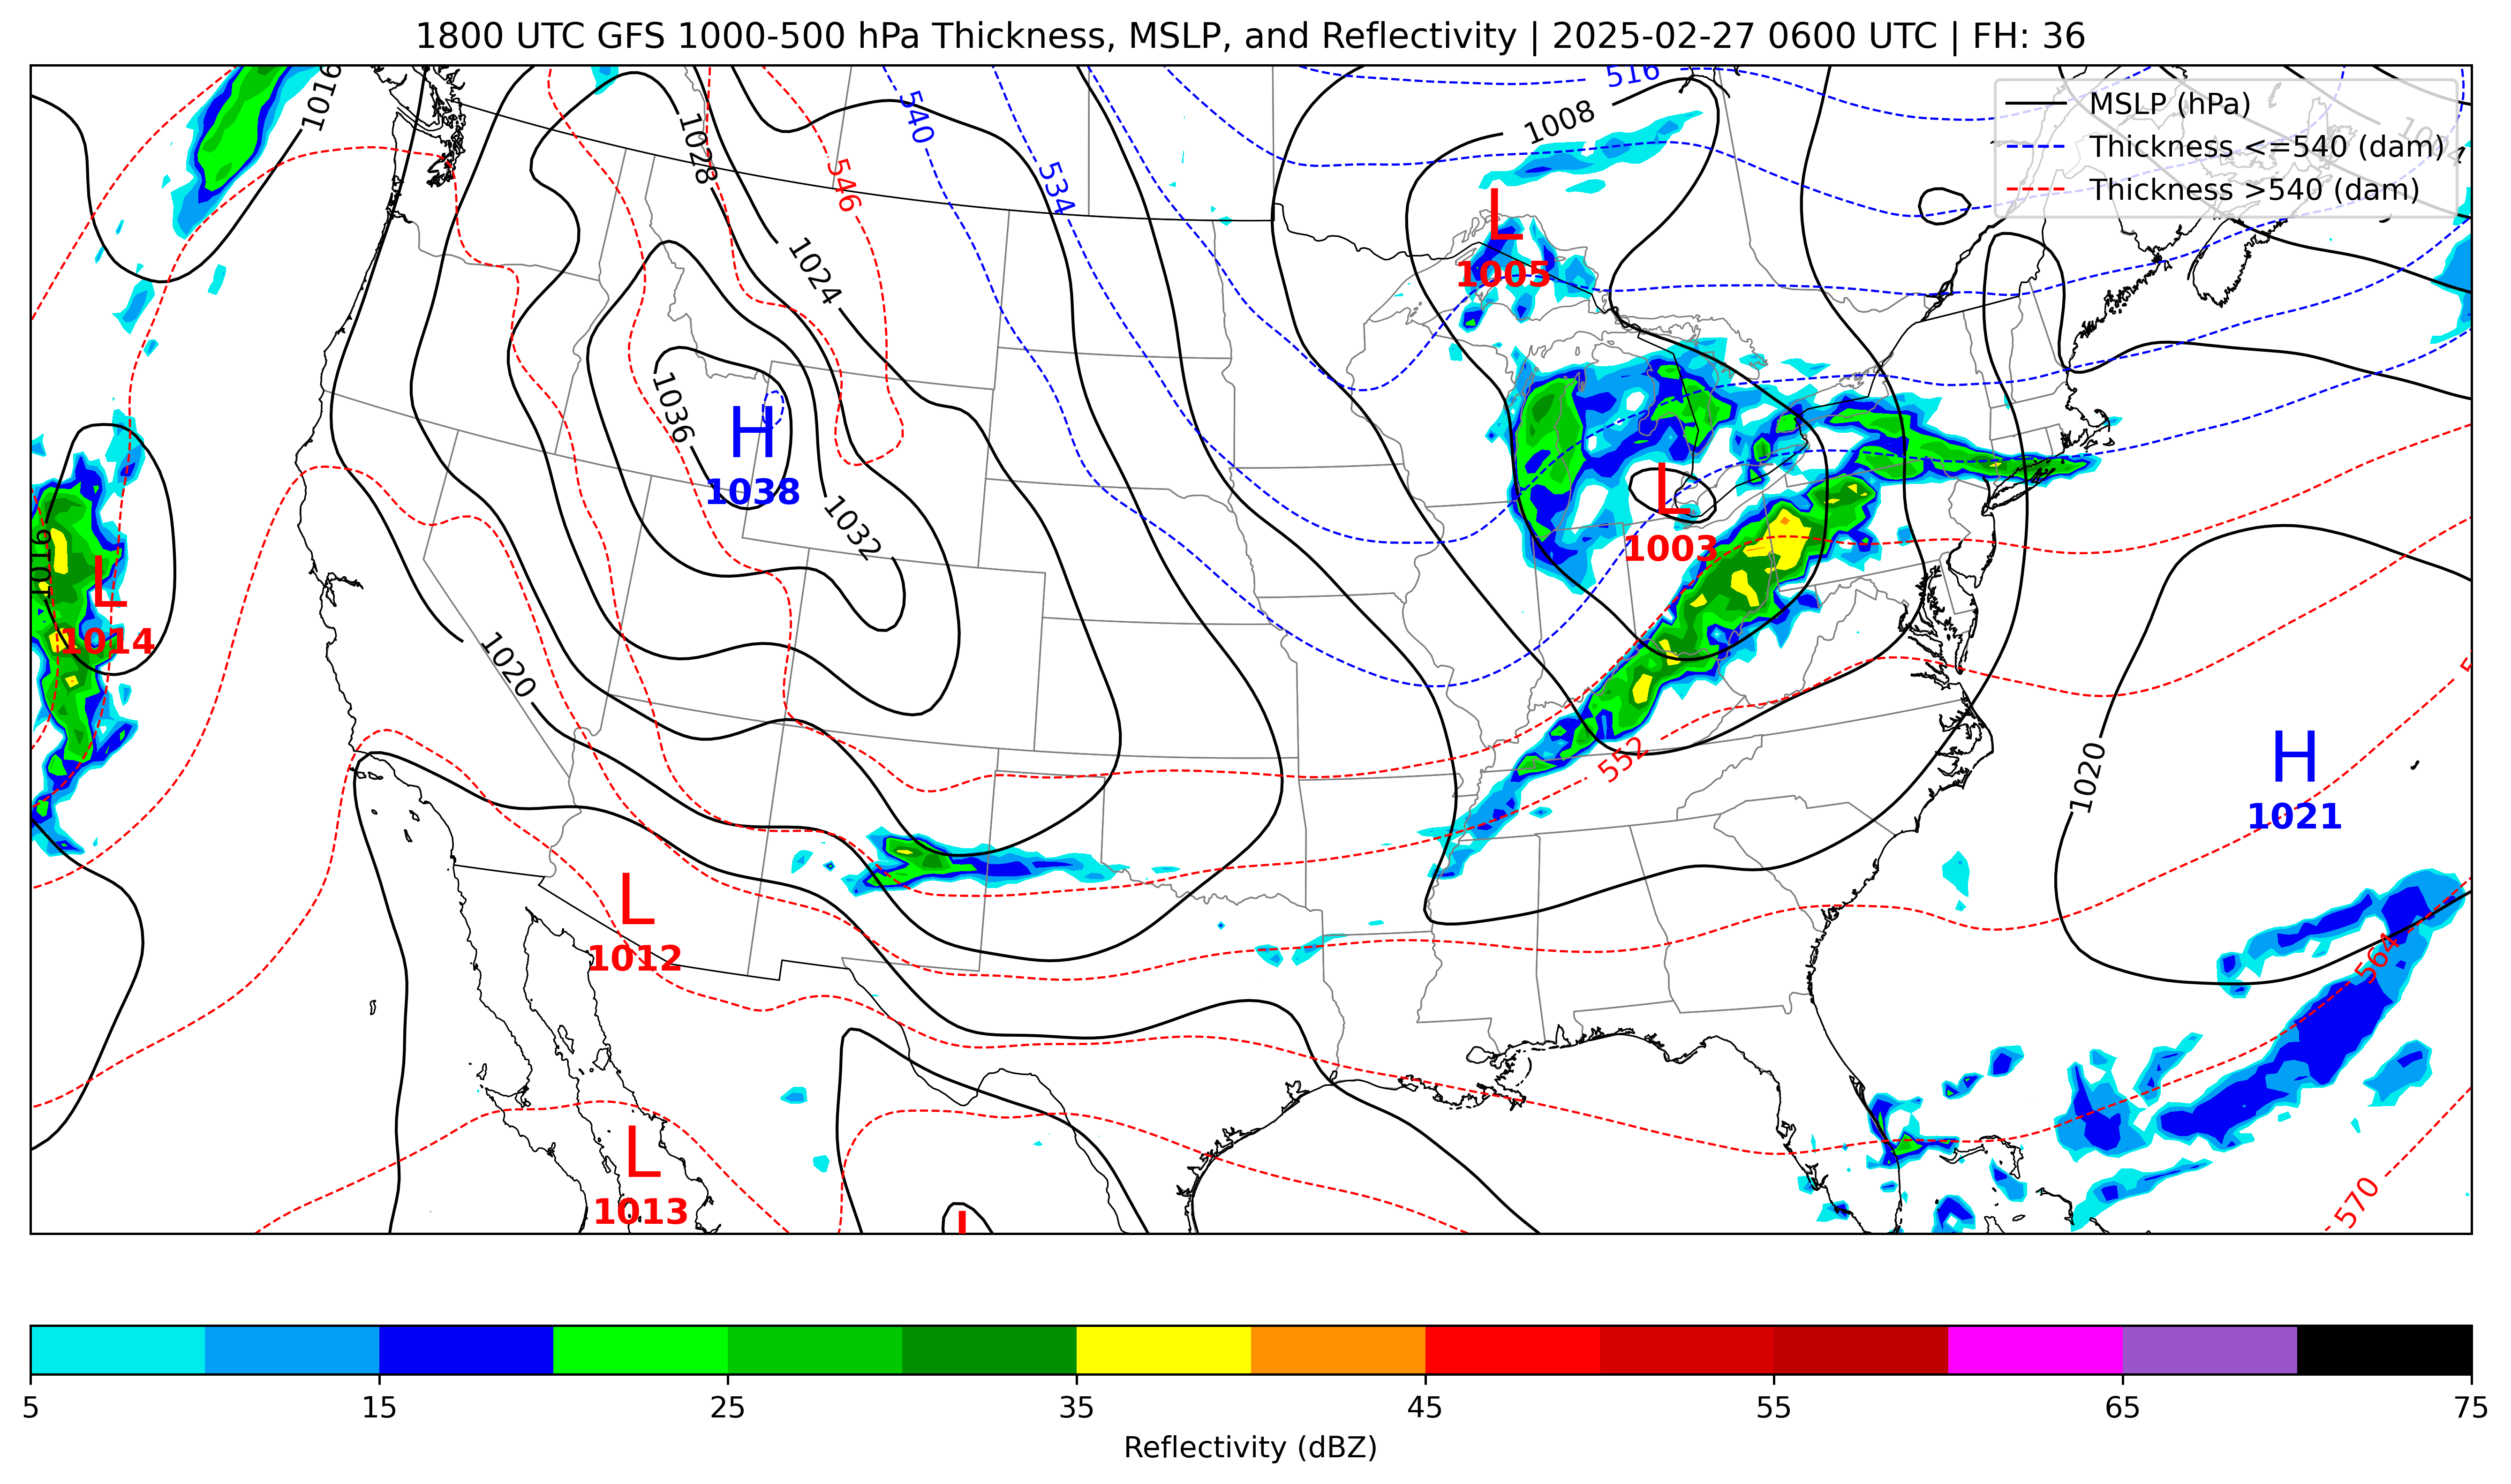 1800 UTC GFS 1000-500 hPa Thickness, MSLP, and Reflectivity | 2025-02-27 0600 UTC | FH: 36
MSLP (hPa)
Thickness <=540 (dam)
Thickness >540 (dam)
516
1016
1008
540
1028
534
546
L
1005
1024
1036
H
1038
1032
L
1003
1016
L
1014
1020
552
H
1021
1020
L
1012
564
L
1013
570
5
15
25
35
45
55
65
75
Reflectivity (dBZ)